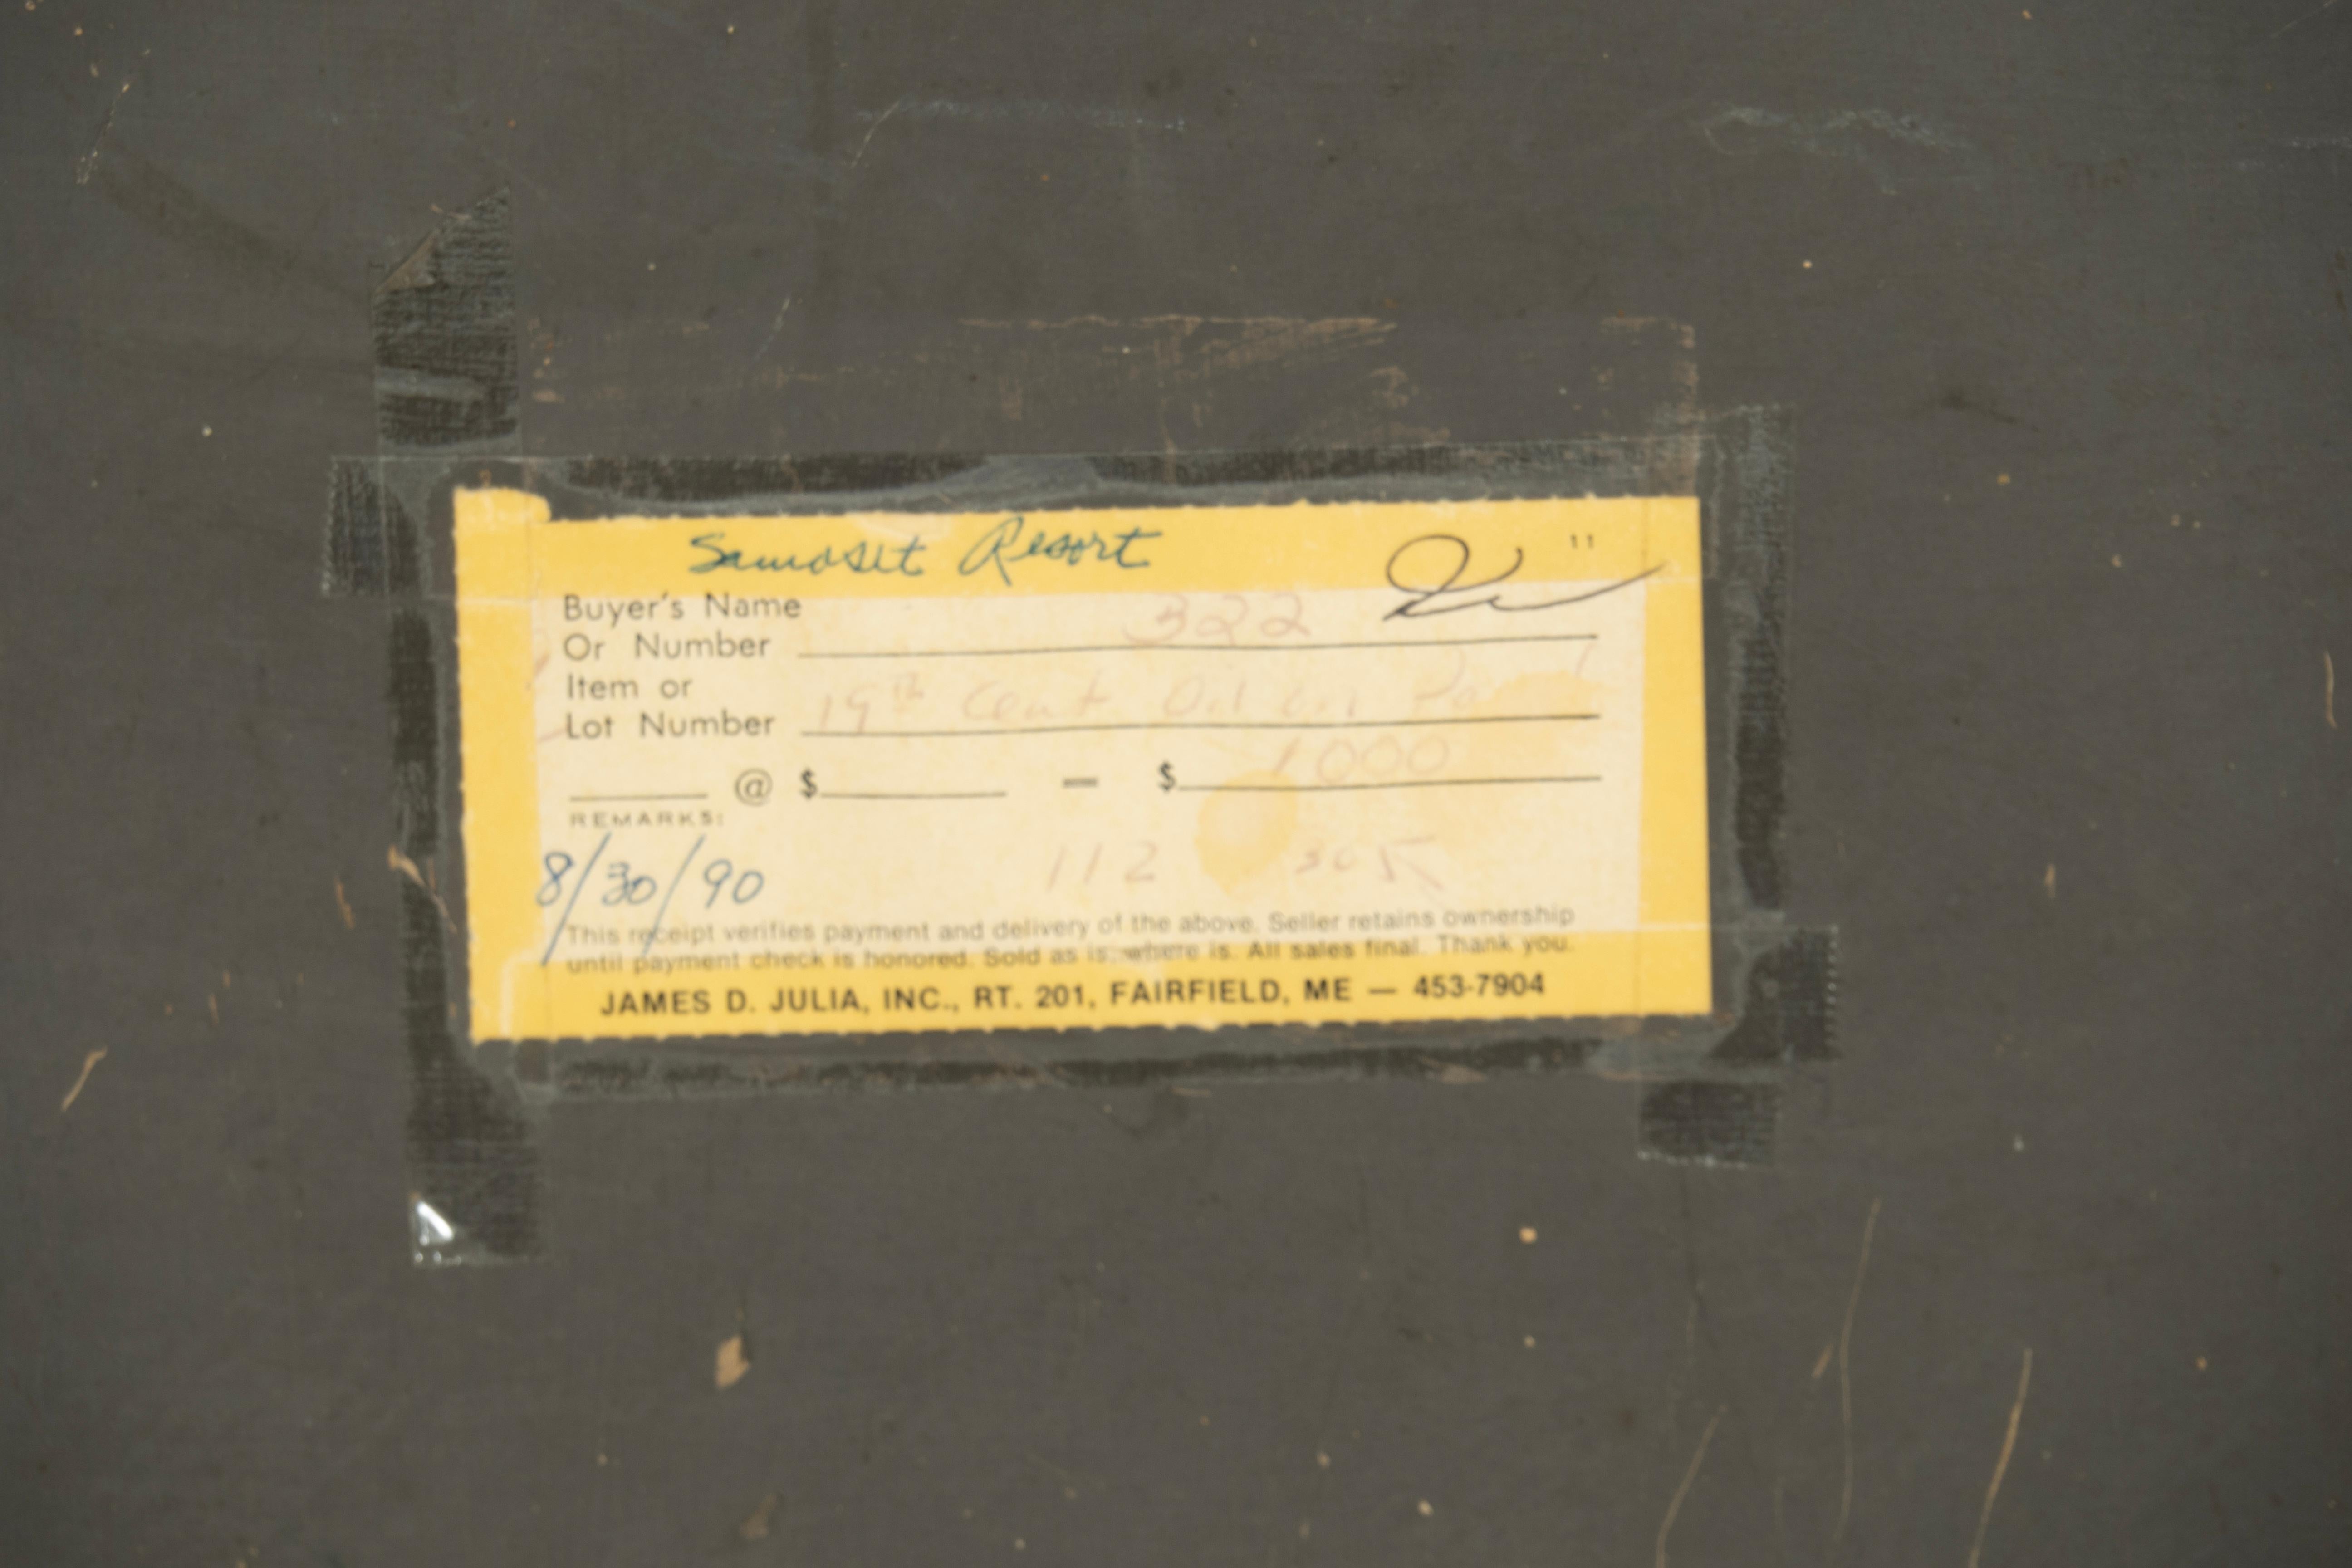 Samoset Resort
Buyer's Name
Or Number 322
Item or
Lot Number 19th Cent Oil on
@ $ — $ 1000
REMARKS:
8/30/90 112
This receipt verifies payment and delivery of the above. Seller retains ownership
until payment check is honored. Sold as is, where is. All sales final. Thank you.
JAMES D. JULIA, INC., RT. 201, FAIRFIELD, ME — 453-7904